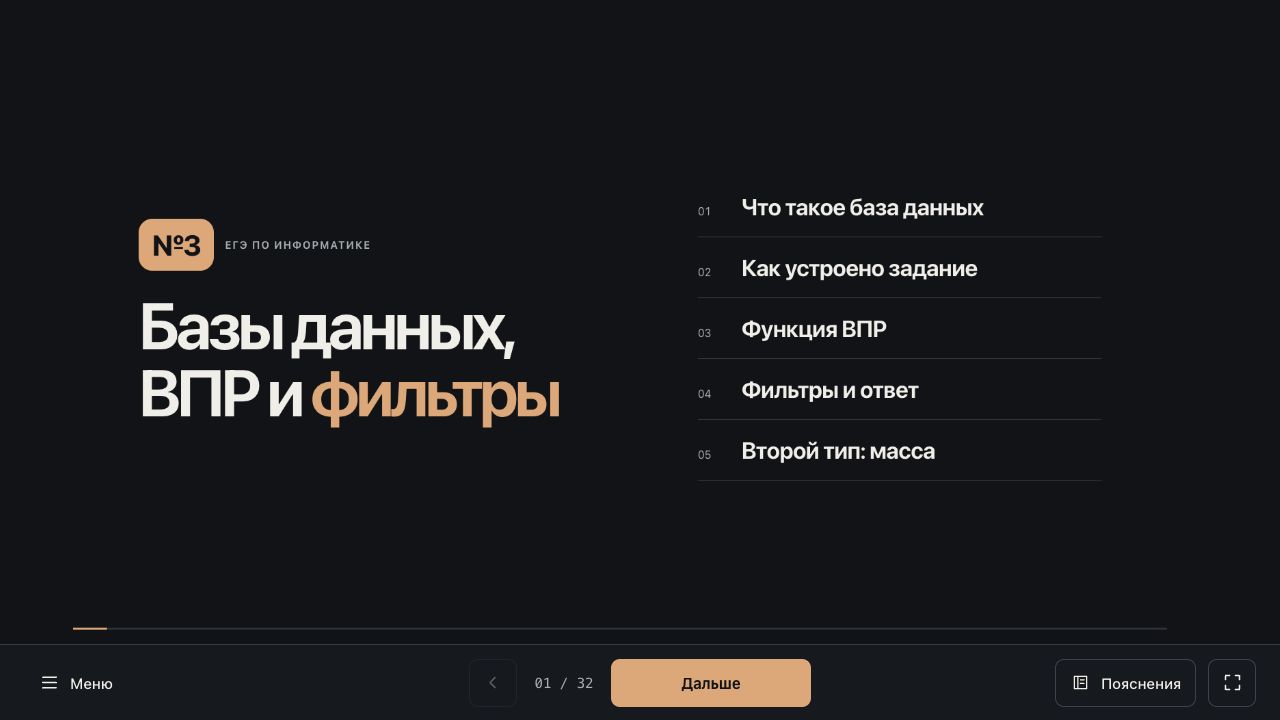 №3
ЕГЭ ПО ИНФОРМАТИКЕ
Базы данных,
ВПР и фильтры
01 Что такое база данных
02 Как устроено задание
03 Функция ВПР
04 Фильтры и ответ
05 Второй тип: масса
Меню
01 / 32
Дальше
Пояснения